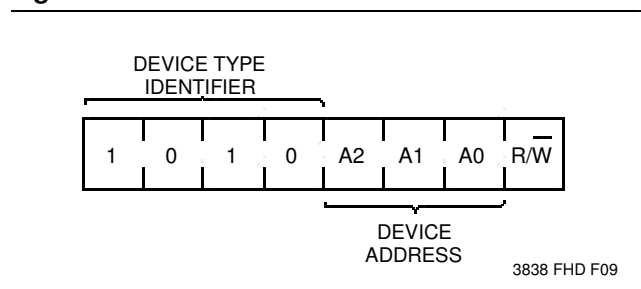 DEVICE TYPE
IDENTIFIER
1 0 1 0 A2 A1 A0 R/W̅
DEVICE
ADDRESS
3838 FHD F09